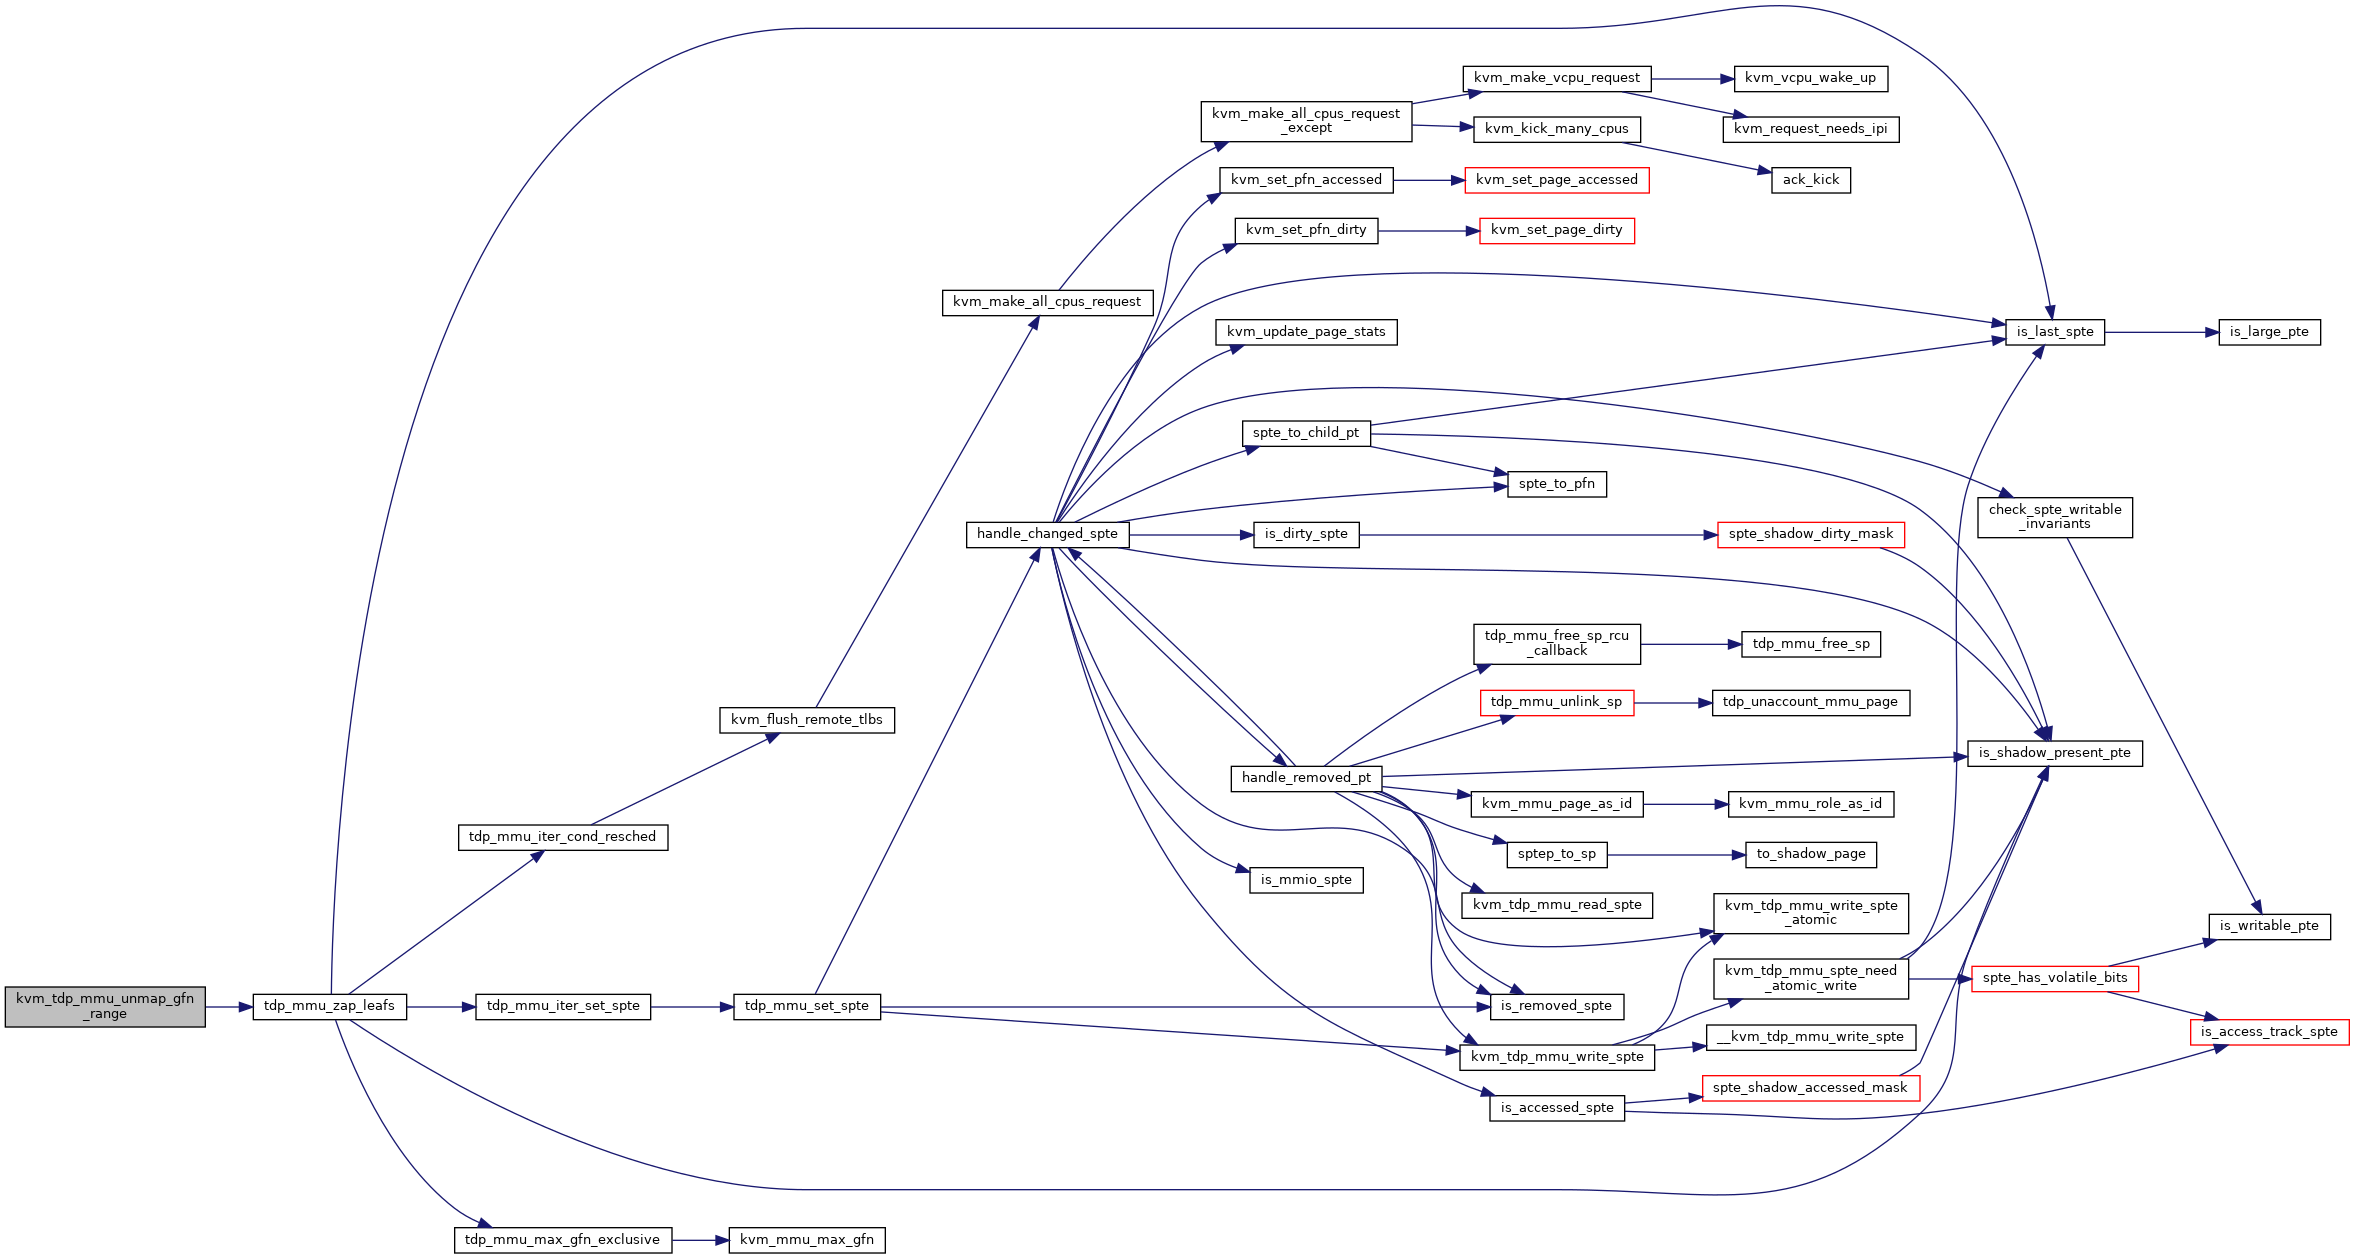 kvm_make_vcpu_request
kvm_vcpu_wake_up
kvm_make_all_cpus_request
_except
kvm_kick_many_cpus
kvm_request_needs_ipi
kvm_set_pfn_accessed
kvm_set_page_accessed
ack_kick
kvm_set_pfn_dirty
kvm_set_page_dirty
kvm_make_all_cpus_request
kvm_update_page_stats
is_last_spte
is_large_pte
spte_to_child_pt
spte_to_pfn
check_spte_writable
_invariants
handle_changed_spte
is_dirty_spte
spte_shadow_dirty_mask
tdp_mmu_free_sp_rcu
_callback
tdp_mmu_free_sp
tdp_mmu_unlink_sp
tdp_unaccount_mmu_page
kvm_flush_remote_tlbs
is_shadow_present_pte
handle_removed_pt
kvm_mmu_page_as_id
kvm_mmu_role_as_id
tdp_mmu_iter_cond_resched
sptep_to_sp
to_shadow_page
is_mmio_spte
kvm_tdp_mmu_read_spte
kvm_tdp_mmu_write_spte
_atomic
is_writable_pte
kvm_tdp_mmu_spte_need
_atomic_write
spte_has_volatile_bits
kvm_tdp_mmu_unmap_gfn
_range
tdp_mmu_zap_leafs
tdp_mmu_iter_set_spte
tdp_mmu_set_spte
is_removed_spte
is_access_track_spte
__kvm_tdp_mmu_write_spte
kvm_tdp_mmu_write_spte
spte_shadow_accessed_mask
is_accessed_spte
tdp_mmu_max_gfn_exclusive
kvm_mmu_max_gfn